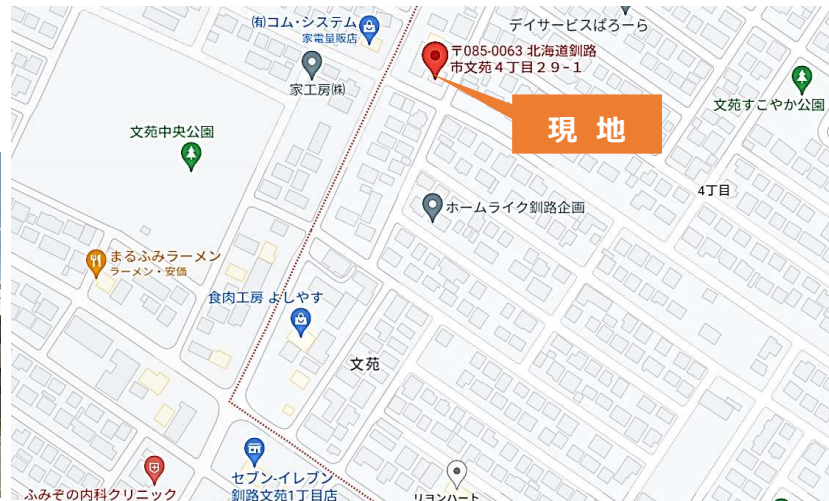 (有)コム・システム
家電量販店
デイサービスぱろーら
〒085-0063 北海道釧路
市文苑4丁目29-1
家工房㈱
文苑すこやか公園
現 地
文苑中央公園
4丁目
ホームライク釧路企画
まるふみラーメン
ラーメン・安価
食肉工房 よしやす
文苑
セブン-イレブン
釧路文苑1丁目店
ふみぞの内科クリニック
リヨンハート